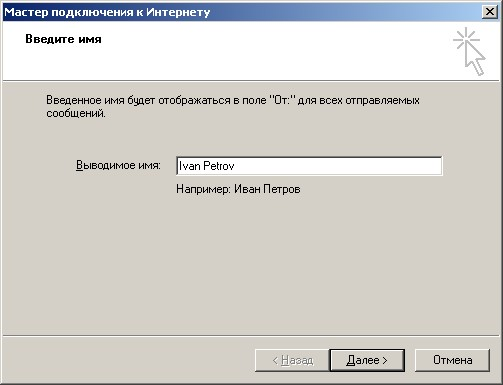 Мастер подключения к Интернету
Введите имя
Введенное имя будет отображаться в поле "От:" для всех отправляемых
сообщений.
Выводимое имя: Ivan Petrov
Например: Иван Петров
< Назад Далее > Отмена